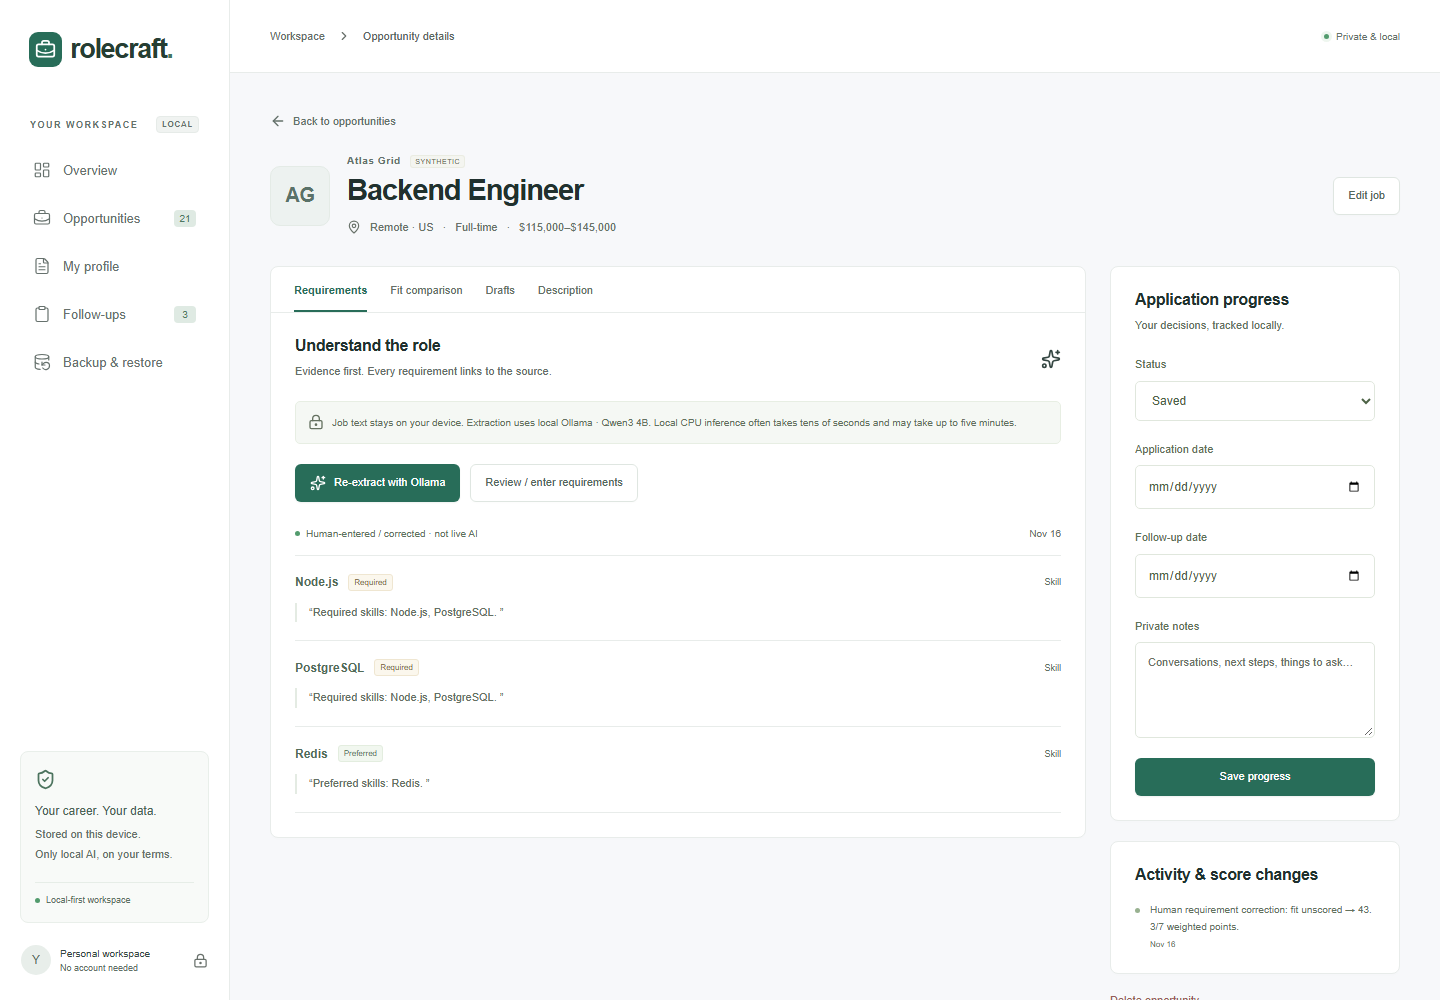 rolecraft.
YOUR WORKSPACE LOCAL
Overview
Opportunities 21
My profile
Follow-ups 3
Backup & restore
Your career. Your data.
Stored on this device.
Only local AI, on your terms.
Local-first workspace
Y
Personal workspace
No account needed
Workspace > Opportunity details
Private & local
Back to opportunities
AG
Atlas Grid SYNTHETIC
Backend Engineer
Remote · US · Full-time · $115,000–$145,000
Edit job
Requirements Fit comparison Drafts Description
Understand the role
Evidence first. Every requirement links to the source.
Job text stays on your device. Extraction uses local Ollama · Qwen3 4B. Local CPU inference often takes tens of seconds and may take up to five minutes.
Re-extract with Ollama Review / enter requirements
Human-entered / corrected · not live AI Nov 16
Node.js Required Skill
“Required skills: Node.js, PostgreSQL. ”
PostgreSQL Required Skill
“Required skills: Node.js, PostgreSQL. ”
Redis Preferred Skill
“Preferred skills: Redis. ”
Application progress
Your decisions, tracked locally.
Status
Saved
Application date
mm/dd/yyyy
Follow-up date
mm/dd/yyyy
Private notes
Conversations, next steps, things to ask...
Save progress
Activity & score changes
Human requirement correction: fit unscored → 43.
3/7 weighted points.
Nov 16
Delete opportunity